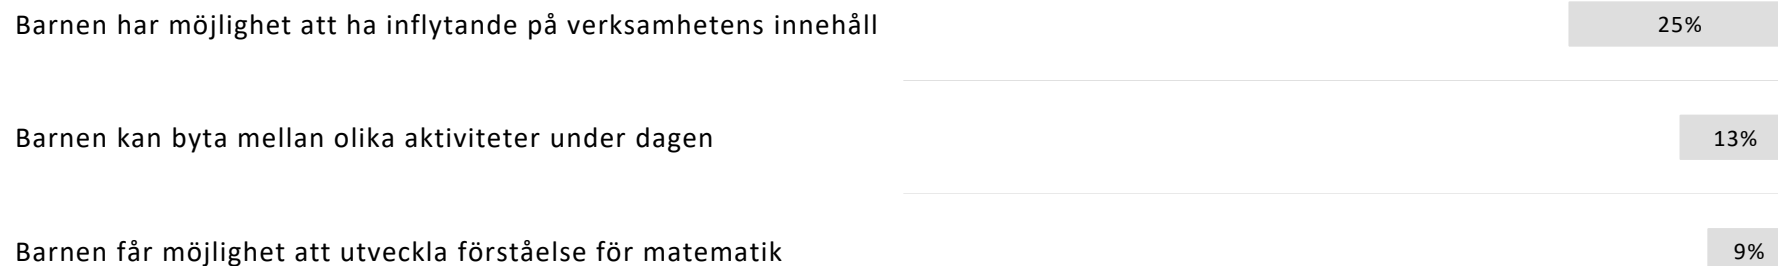 Barnen har möjlighet att ha inflytande på verksamhetens innehåll 25%
Barnen kan byta mellan olika aktiviteter under dagen 13%
Barnen får möjlighet att utveckla förståelse för matematik 9%